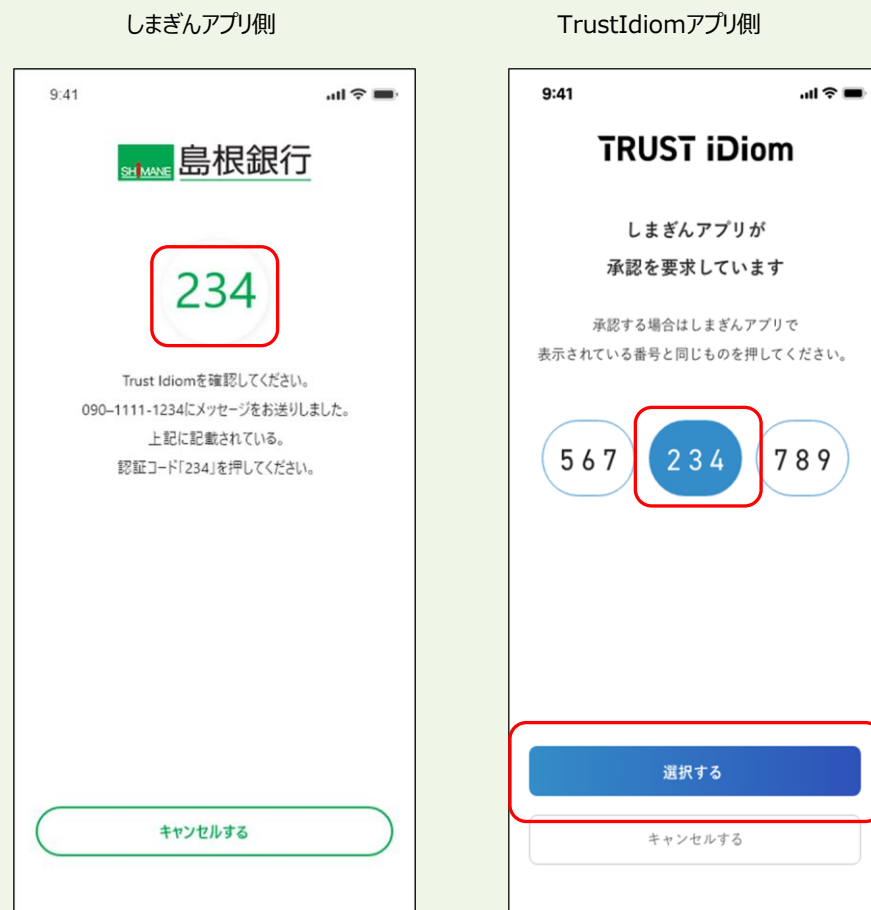 しまぎんアプリ側
9:41
SHIMANE 島根銀行
234
Trust Idiomを確認してください。
090–1111-1234にメッセージをお送りしました。
上記に記載されている。
認証コード「234」を押してください。
キャンセルする
TrustIdiomアプリ側
9:41
TRUST iDiom
しまぎんアプリが
承認を要求しています
承認する場合はしまぎんアプリで
表示されている番号と同じものを押してください。
567 234 789
選択する
キャンセルする